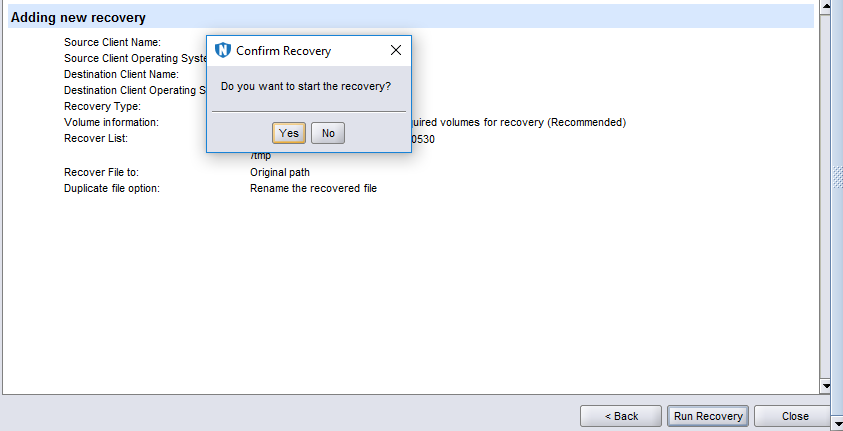 Adding new recovery
Source Client Name:
Source Client Operating Syste
Destination Client Name:
Destination Client Operating S
Recovery Type:
Volume information: quired volumes for recovery (Recommended)
Recover List: 0530
/tmp
Recover File to: Original path
Duplicate file option: Rename the recovered file
Confirm Recovery
Do you want to start the recovery?
Yes No
< Back Run Recovery Close